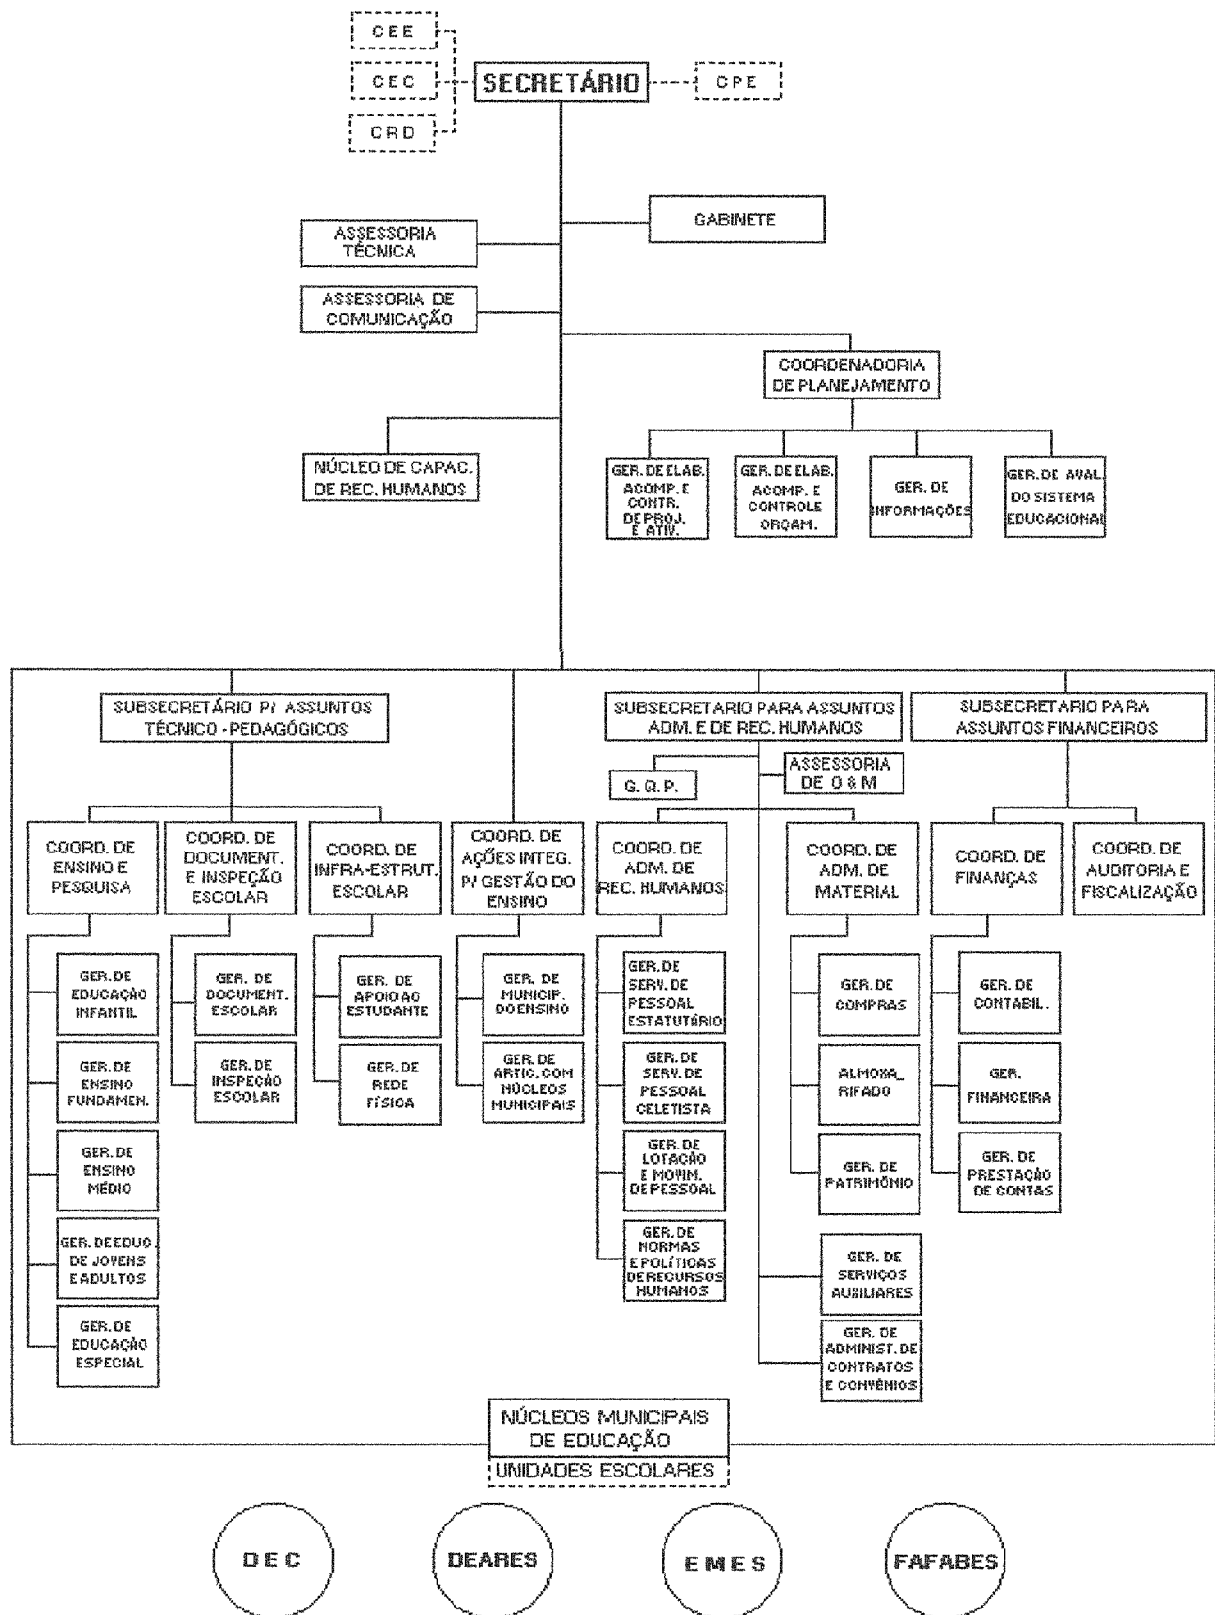 CEE
CEC
SECRETÁRIO
CPE
CRD
GABINETE
ASSESSORIA
TÉCNICA
ASSESSORIA DE
COMUNICAÇÃO
COORDENADORIA
DE PLANEJAMENTO
NÚCLEO DE CAPAC.
DE REC. HUMANOS
GER. DE ELAB.
ACOMP. E
CONTR.
DE PROJ.
E ATIV.
GER. DE ELAB.
ACOMP. E
CONTROLE
ORÇAM.
GER. DE
INFORMAÇÕES
GER. DE AVAL.
DO SISTEMA
EDUCACIONAL
SUBSECRETÁRIO P/ ASSUNTOS
TÉCNICO - PEDAGÓGICOS
SUBSECRETARIO PARA ASSUNTOS
ADM. E DE REC. HUMANOS
SUBSECRETARIO PARA
ASSUNTOS FINANCEIROS
G. Q. P.
ASSESSORIA
DE O & M
COORD. DE
ENSINO E
PESQUISA
COORD. DE
DOCUMENT.
E INSPEÇÃO
ESCOLAR
COORD. DE
INFRA-ESTRUT.
ESCOLAR
COORD. DE
AÇÕES INTEG.
P/ GESTÃO DO
ENSINO
COORD. DE
ADM. DE
REC. HUMANOS
COORD. DE
ADM. DE
MATERIAL
COORD. DE
FINANÇAS
COORD. DE
AUDITORIA E
FISCALIZAÇÃO
GER. DE
EDUCAÇÃO
INFANTIL
GER. DE
DOCUMENT.
ESCOLAR
GER. DE
APOIO AO
ESTUDANTE
GER. DE
MUNICIP.
DO ENSINO
GER. DE
SERV. DE
PESSOAL
ESTATUTÁRIO
GER. DE
COMPRAS
GER. DE
CONTABIL.
GER. DE
ENSINO
FUNDAMEN.
GER. DE
INSPEÇÃO
ESCOLAR
GER. DE
REDE
FÍSICA
GER. DE
ARTIC. COM
NÚCLEOS
MUNICIPAIS
GER. DE
SERV. DE
PESSOAL
CELETISTA
ALMOXA_
RIFADO
GER.
FINANCEIRA
GER. DE
ENSINO
MÉDIO
GER. DE
LOTAÇÃO
E MOVIM.
DE PESSOAL
GER. DE
PATRIMÔNIO
GER. DE
PRESTAÇÃO
DE CONTAS
GER. DE EDUC.
DE JOVENS
E ADULTOS
GER. DE
NORMAS
E POLÍTICAS
DE RECURSOS
HUMANOS
GER. DE
SERVIÇOS
AUXILIARES
GER. DE
EDUCAÇÃO
ESPECIAL
GER. DE
ADMINIST. DE
CONTRATOS
E CONVÊNIOS
NÚCLEOS MUNICIPAIS
DE EDUCAÇÃO
UNIDADES ESCOLARES
DEC
DEARES
EMES
FAFABES